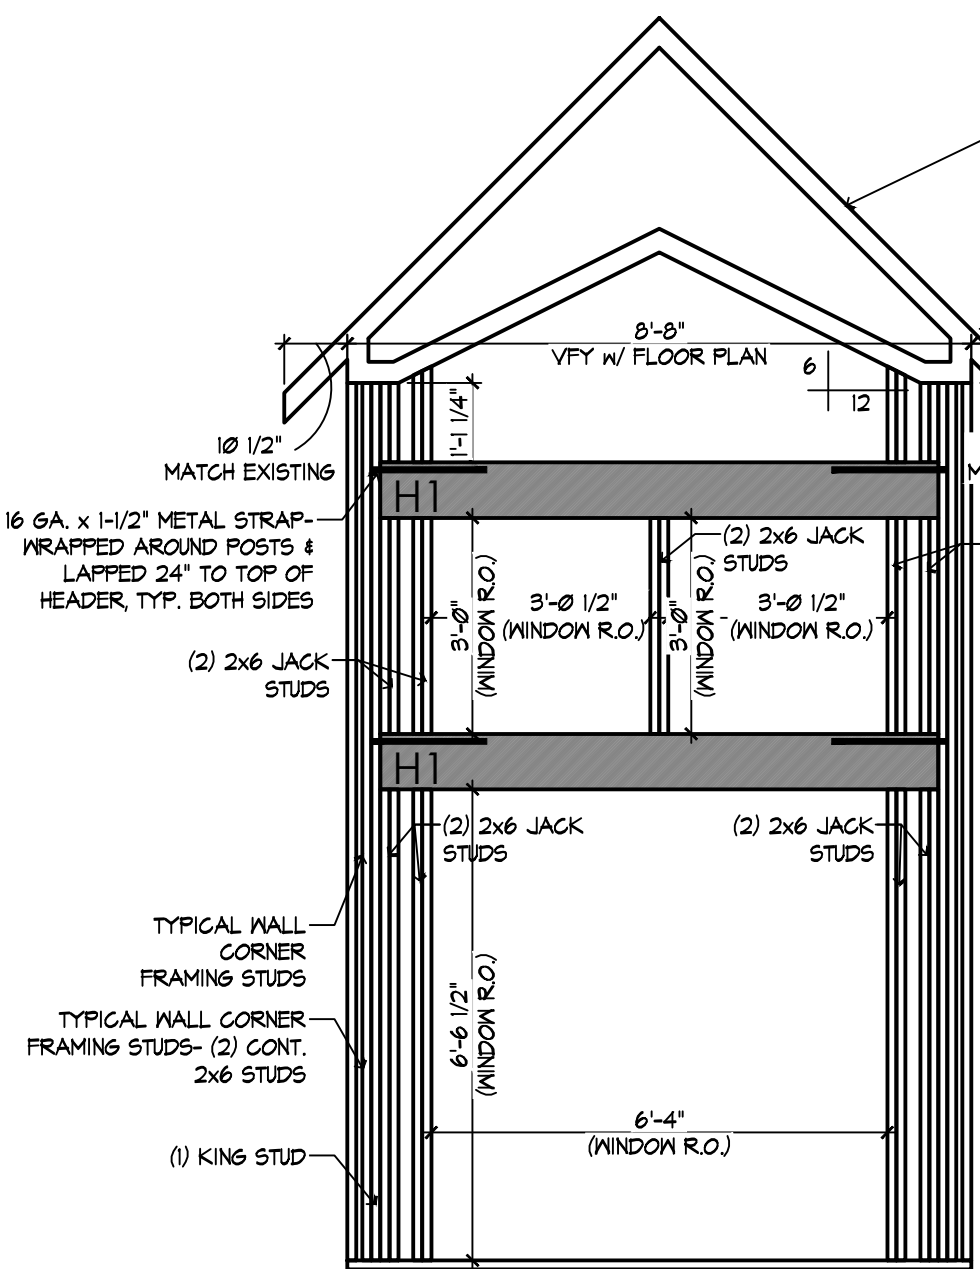 8'-8"
VFY w/ FLOOR PLAN
6
12
1'-1 1/4"
10 1/2"
MATCH EXISTING
M
H1
16 GA. x 1-1/2" METAL STRAP-
WRAPPED AROUND POSTS &
LAPPED 24" TO TOP OF
HEADER, TYP. BOTH SIDES
(2) 2x6 JACK
STUDS
3'-0"
(WINDOW R.O.)
3'-0 1/2"
(WINDOW R.O.)
3'-0"
(WINDOW R.O.)
3'-0 1/2"
(WINDOW R.O.)
(2) 2x6 JACK
STUDS
H1
(2) 2x6 JACK
STUDS
(2) 2x6 JACK
STUDS
TYPICAL WALL
CORNER
FRAMING STUDS
TYPICAL WALL CORNER
FRAMING STUDS- (2) CONT.
2x6 STUDS
6'-6 1/2"
(WINDOW R.O.)
6'-4"
(WINDOW R.O.)
(1) KING STUD